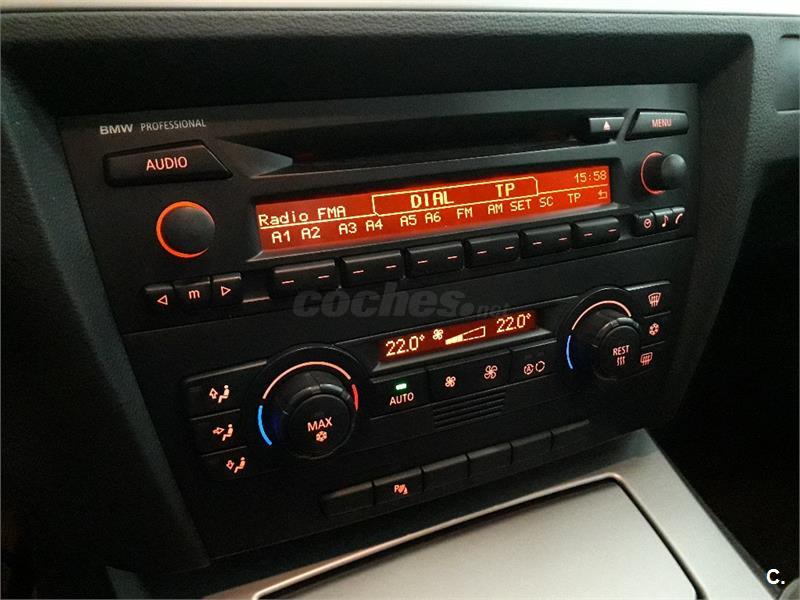 BMW PROFESSIONAL
MENU
AUDIO
DIAL TP 15:58
Radio FMA
A1 A2 A3 A4 A5 A6 FM AM SET SC TP
m
coches.net
22.0° 22.0°
AUTO
REST
MAX
P
C.